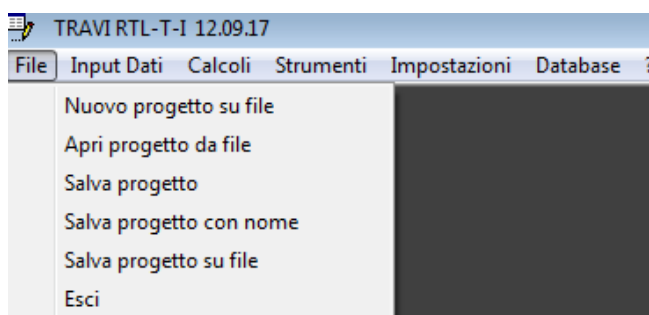 TRAVI RTL-T-I 12.09.17
File Input Dati Calcoli Strumenti Impostazioni Database
Nuovo progetto su file
Apri progetto da file
Salva progetto
Salva progetto con nome
Salva progetto su file
Esci